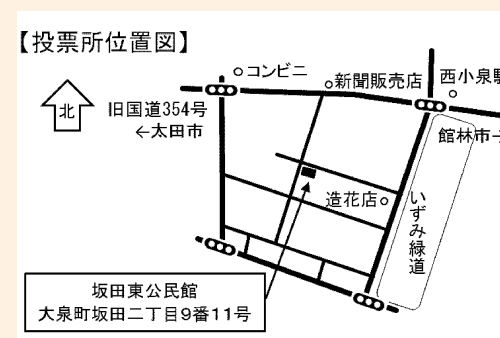 【投票所位置図】
コンビニ
新聞販売店
西小泉駅
北
旧国道354号
←太田市
館林市
造花店
いずみ緑道
坂田東公民館
大泉町坂田二丁目9番11号